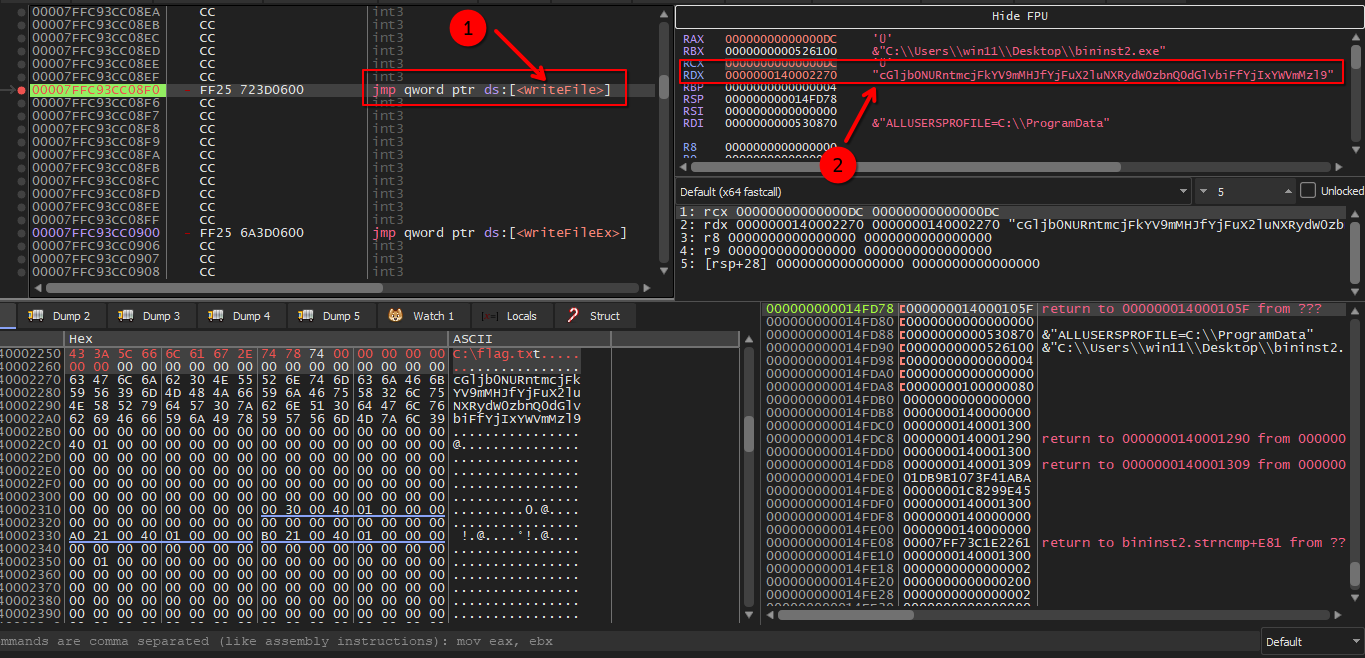 00007FFC93CC08EA CC int3
00007FFC93CC08EB CC int3
00007FFC93CC08EC CC int3
00007FFC93CC08ED CC int3
00007FFC93CC08EE CC int3
00007FFC93CC08EF CC int3
00007FFC93CC08F0 FF25 723D0600 jmp qword ptr ds:[<WriteFile>]
00007FFC93CC08F6 CC int3
00007FFC93CC08F7 CC int3
00007FFC93CC08F8 CC int3
00007FFC93CC08F9 CC int3
00007FFC93CC08FA CC int3
00007FFC93CC08FB CC int3
00007FFC93CC08FC CC int3
00007FFC93CC08FD CC int3
00007FFC93CC08FE CC int3
00007FFC93CC08FF CC int3
00007FFC93CC0900 FF25 6A3D0600 jmp qword ptr ds:[<WriteFileEx>]
00007FFC93CC0906 CC int3
00007FFC93CC0907 CC int3
00007FFC93CC0908 CC int3
1
2
Hide FPU
RAX 00000000000000DC 'Ü'
RBX 0000000000526100 &"C:\\Users\\win11\\Desktop\\bininst2.exe"
RCX 00000000000000DC 'Ü'
RDX 0000000140002270 "cGljb0NURntmcjFkYV9mMHJfYjFuX2luNXRydW0zbnQ0dGlvbiFfYjIxYWVmMzl9"
RBP 0000000000000004
RSP 000000000014FD78
RSI 0000000000000000
RDI 0000000000530870 &"ALLUSERSPROFILE=C:\\ProgramData"
R8 0000000000000000
Default (x64 fastcall) 5 Unlocked
1: rcx 00000000000000DC 00000000000000DC
2: rdx 0000000140002270 0000000140002270 "cGljb0NURntmcjFkYV9mMHJfYjFuX2luNXRydW0zb
3: r8 0000000000000000 0000000000000000
4: r9 0000000000000000 0000000000000000
5: [rsp+28] 0000000000000000 0000000000000000
Dump 2 Dump 3 Dump 4 Dump 5 Watch 1 Locals Struct
Hex ASCII
40002250 43 3A 5C 66 6C 61 67 2E 74 78 74 00 00 00 00 00 C:\flag.txt.....
40002260 00 00 00 00 00 00 00 00 00 00 00 00 00 00 00 00 ................
40002270 63 47 6C 6A 62 30 4E 55 52 6E 74 6D 63 6A 46 6B cGljb0NURntmcjFk
40002280 59 56 39 6D 4D 48 4A 66 59 6A 46 75 58 32 6C 75 YV9mMHJfYjFuX2lu
40002290 4E 58 52 79 64 57 30 7A 62 6E 51 30 64 47 6C 76 NXRydW0zbnQ0dGlv
400022A0 62 69 46 66 59 6A 49 78 59 57 56 6D 4D 7A 6C 39 biFfYjIxYWVmMzl9
400022B0 00 00 00 00 00 00 00 00 00 00 00 00 00 00 00 00 ................
400022C0 40 01 00 00 00 00 00 00 00 00 00 00 00 00 00 00 @...............
400022D0 00 00 00 00 00 00 00 00 00 00 00 00 00 00 00 00 ................
400022E0 00 00 00 00 00 00 00 00 00 00 00 00 00 00 00 00 ................
400022F0 00 00 00 00 00 00 00 00 00 00 00 00 00 00 00 00 ................
40002300 00 00 00 00 00 00 00 00 00 00 00 00 00 00 00 00 ................
40002310 00 00 00 00 00 00 00 00 00 30 00 40 01 00 00 00 .........0.@....
40002320 00 00 00 00 00 00 00 00 00 00 00 00 00 00 00 00 ................
40002330 A0 21 00 40 01 00 00 00 B0 21 00 40 01 00 00 00  !.@....°!.@....
40002340 00 00 00 00 00 00 00 00 00 00 00 00 00 00 00 00 ................
40002350 00 01 00 00 00 00 00 00 00 00 00 00 00 00 00 00 ................
40002360 00 00 00 00 00 00 00 00 00 00 00 00 00 00 00 00 ................
40002370 00 00 00 00 00 00 00 00 00 00 00 00 00 00 00 00 ................
40002380 00 00 00 00 00 00 00 00 00 00 00 00 00 00 00 00 ................
40002390 00 00 00 00 00 00 00 00 00 00 00 00 00 00 00 00 ................
000000000014FD78 000000014000105F return to 000000014000105F from ???
000000000014FD80 0000000000000000
000000000014FD88 0000000000530870 &"ALLUSERSPROFILE=C:\\ProgramData"
000000000014FD90 0000000000526100 &"C:\\Users\\win11\\Desktop\\bininst2.
000000000014FD98 0000000000000004
000000000014FDA0 0000000000000000
000000000014FDA8 0000000100000080
000000000014FDB0 0000000000000000
000000000014FDB8 0000000140000000
000000000014FDC0 0000000140001300
000000000014FDC8 0000000140001290 return to 0000000140001290 from 000000
000000000014FDD0 0000000140001300
000000000014FDD8 0000000140001309 return to 0000000140001309 from 000000
000000000014FDE0 01DB9B1073F41ABA
000000000014FDE8 00000001C8299E45
000000000014FDF0 0000000140001300
000000000014FDF8 0000000140000000
000000000014FE00 0000000140000000
000000000014FE08 00007FF73C1E2261 return to bininst2.strncmp+E81 from ??
000000000014FE10 0000000140001300
000000000014FE18 0000000000000002
000000000014FE20 0000000000000200
000000000014FE28 0000000000000002
mmands are comma separated (like assembly instructions): mov eax, ebx
Default